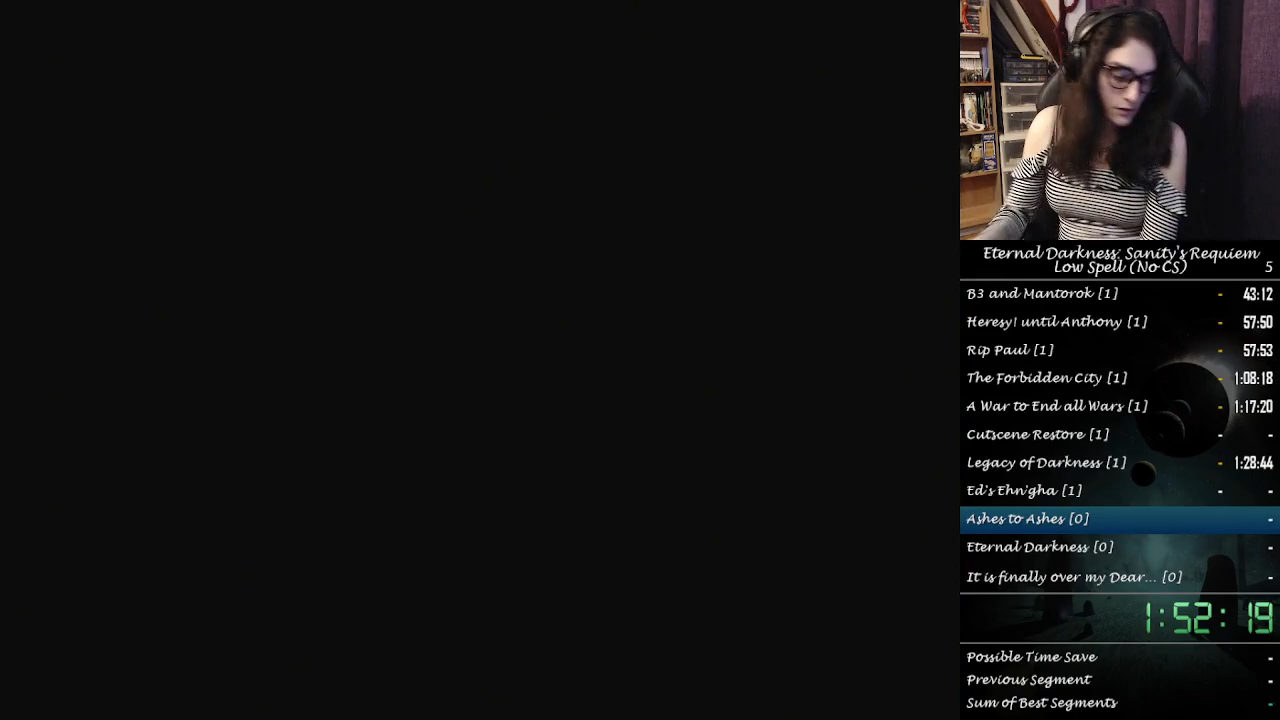 Eternal Darkness: Sanity's Requiem
Low Spell (No CS) 5
B3 and Mantorok [1] - 43:12
Heresy! until Anthony [1] - 57:50
Rip Paul [1] - 57:53
The Forbidden City [1] - 1:08:18
A War to End all Wars [1] - 1:17:20
Cutscene Restore [1] - -
Legacy of Darkness [1] - 1:28:44
Ed's Ehn'gha [1] - -
Ashes to Ashes [0] -
Eternal Darkness [0] -
It is finally over my Dear... [0] -
1:52:19
Possible Time Save -
Previous Segment -
Sum of Best Segments -